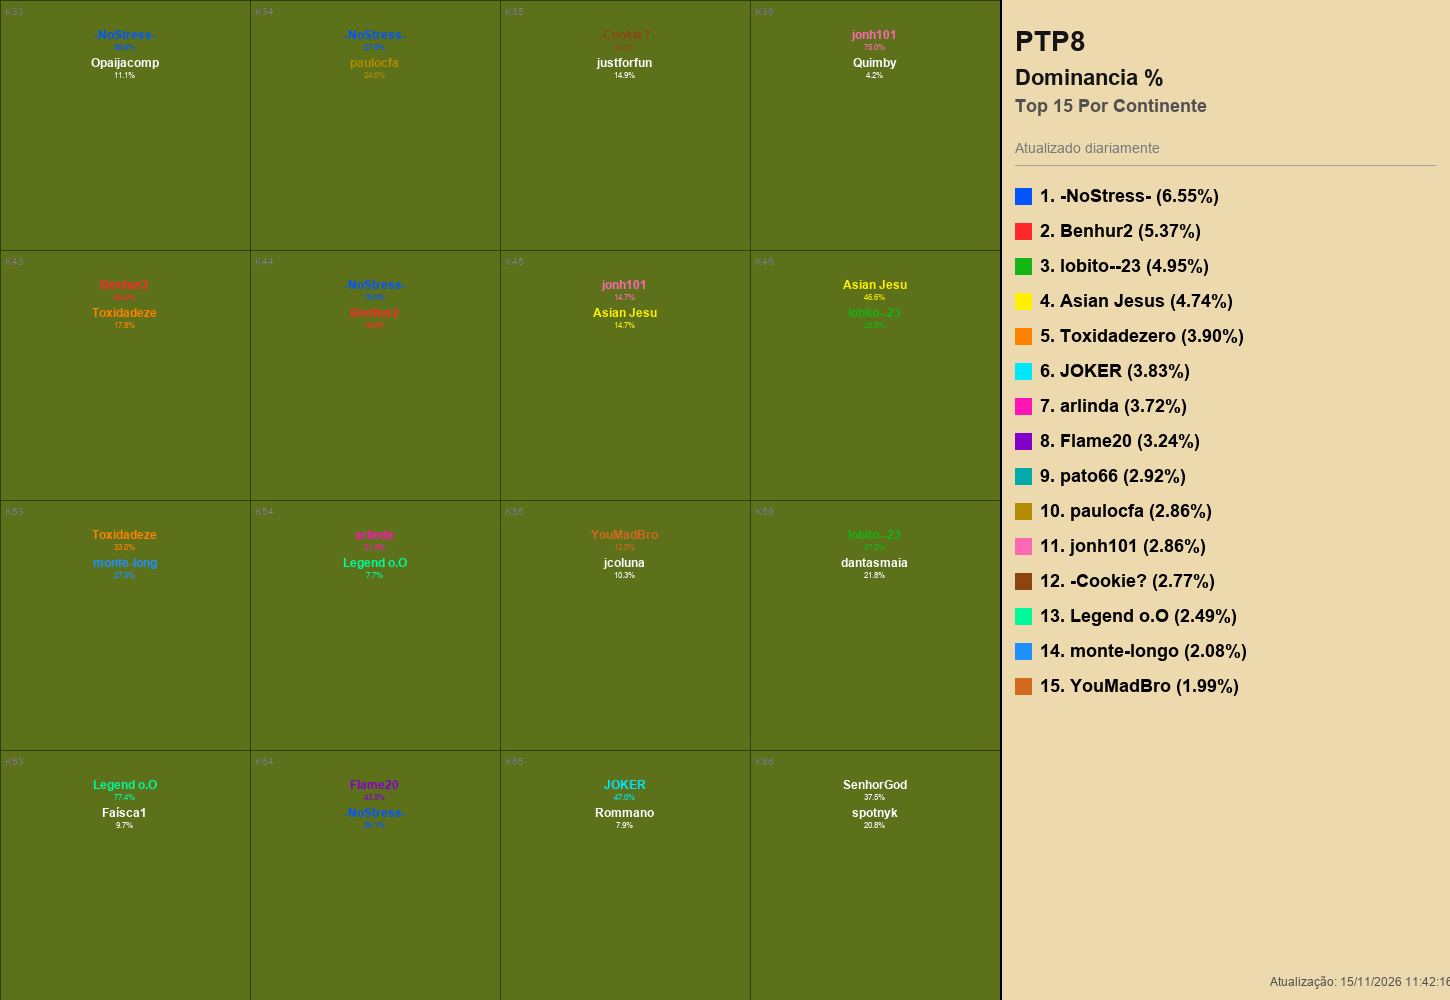 K33
-NoStress-
Opaijacomp
11.1%
K34
-NoStress-
paulocfa
24.0%
K35
-Cookie?
justforfun
14.9%
K36
jonh101
75.0%
Quimby
4.2%
K43
Benhur2
Toxidadeze
17.8%
K44
-NoStress-
Benhur2
K45
jonh101
14.7%
Asian Jesu
14.7%
K46
Asian Jesu
46.6%
lobito--23
K53
Toxidadeze
33.0%
monte-long
K54
arlinda
Legend o.O
7.7%
K55
YouMadBro
12.0%
jcoluna
10.3%
K56
lobito--23
dantasmaia
21.8%
K63
Legend o.O
77.4%
Faísca1
9.7%
K64
Flame20
-NoStress-
K65
JOKER
47.0%
Rommano
7.9%
K66
SenhorGod
37.5%
spotnyk
20.8%
PTP8
Dominancia %
Top 15 Por Continente
Atualizado diariamente
1. -NoStress- (6.55%)
2. Benhur2 (5.37%)
3. lobito--23 (4.95%)
4. Asian Jesus (4.74%)
5. Toxidadezero (3.90%)
6. JOKER (3.83%)
7. arlinda (3.72%)
8. Flame20 (3.24%)
9. pato66 (2.92%)
10. paulocfa (2.86%)
11. jonh101 (2.86%)
12. -Cookie? (2.77%)
13. Legend o.O (2.49%)
14. monte-longo (2.08%)
15. YouMadBro (1.99%)
Atualização: 15/11/2026 11:42:16